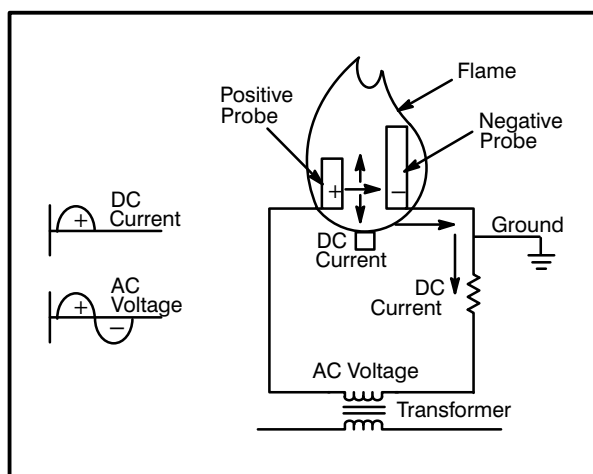 Flame
Positive
Probe
Negative
Probe
+
−
DC
Current
Ground
DC
Current
DC
Current
+
AC
Voltage
+
−
AC Voltage
Transformer